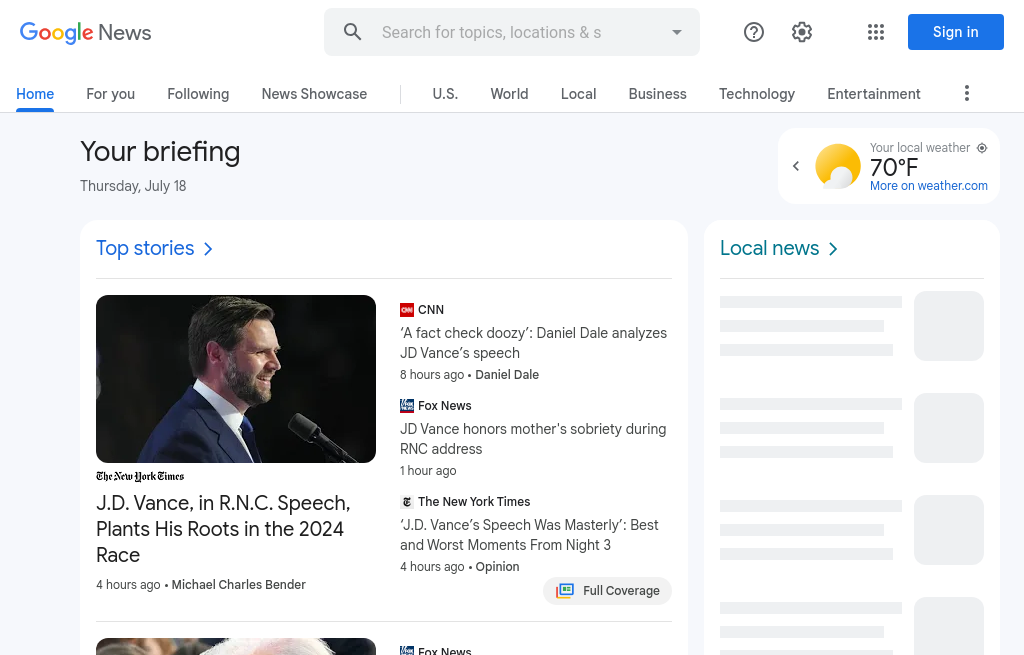 Google News
Search for topics, locations & s
Sign in
Home
For you
Following
News Showcase
U.S.
World
Local
Business
Technology
Entertainment
Your briefing
Thursday, July 18
Your local weather
70°F
More on weather.com
Top stories
The New York Times
J.D. Vance, in R.N.C. Speech,
Plants His Roots in the 2024
Race
4 hours ago • Michael Charles Bender
CNN
‘A fact check doozy’: Daniel Dale analyzes
JD Vance’s speech
8 hours ago • Daniel Dale
Fox News
JD Vance honors mother's sobriety during
RNC address
1 hour ago
The New York Times
‘J.D. Vance’s Speech Was Masterly’: Best
and Worst Moments From Night 3
4 hours ago • Opinion
Full Coverage
Fox News
Local news